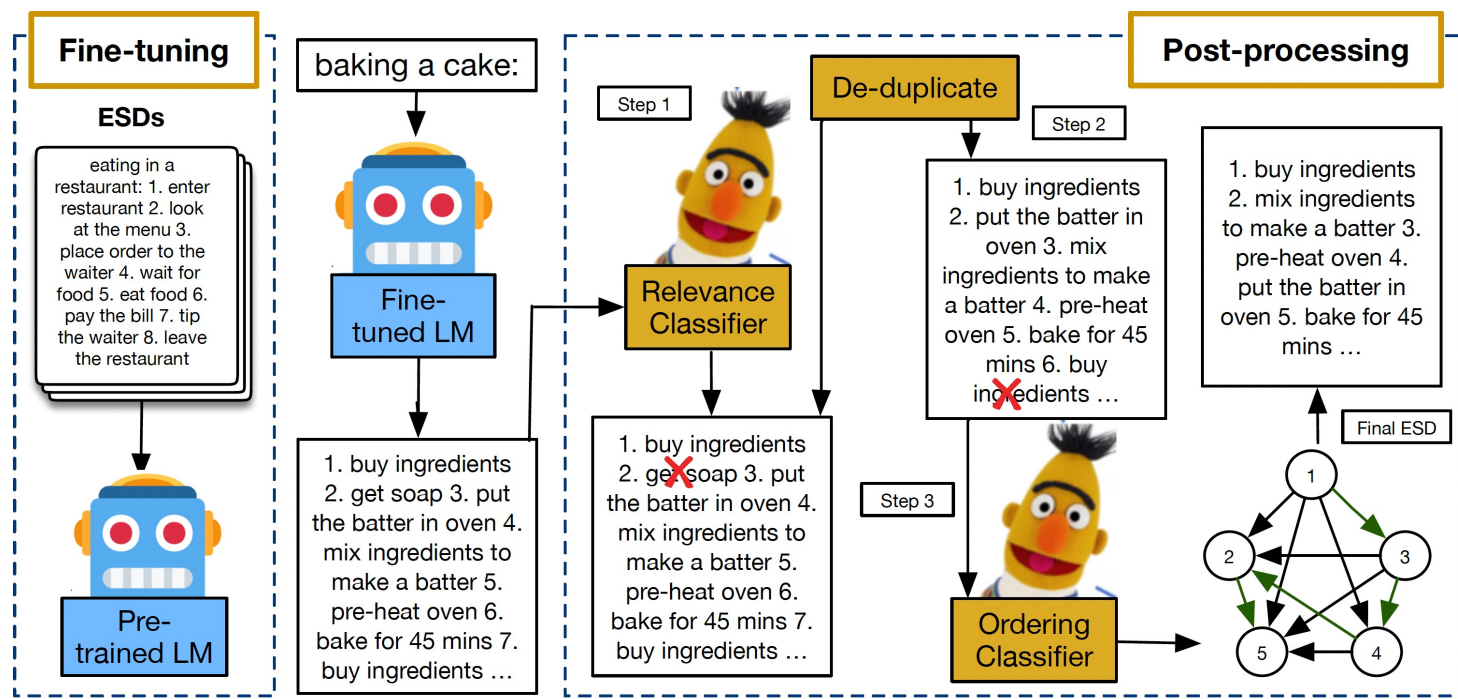 Fine-tuning
ESDs
eating in a
restaurant: 1. enter
restaurant 2. look
at the menu 3.
place order to the
waiter 4. wait for
food 5. eat food 6.
pay the bill 7. tip
the waiter 8. leave
the restaurant
Pre-
trained LM
baking a cake:
Fine-
tuned LM
1. buy ingredients
2. get soap 3. put
the batter in oven 4.
mix ingredients to
make a batter 5.
pre-heat oven 6.
bake for 45 mins 7.
buy ingredients ...
Post-processing
Step 1
Relevance
Classifier
1. buy ingredients
2. get soap 3. put
the batter in oven 4.
mix ingredients to
make a batter 5.
pre-heat oven 6.
bake for 45 mins 7.
buy ingredients ...
De-duplicate
Step 2
1. buy ingredients
2. put the batter in
oven 3. mix
ingredients to make
a batter 4. pre-heat
oven 5. bake for 45
mins 6. buy
ingredients ...
Step 3
Ordering
Classifier
1. buy ingredients
2. mix ingredients
to make a batter 3.
pre-heat oven 4.
put the batter in
oven 5. bake for 45
mins ...
Final ESD
1
2 3
5 4